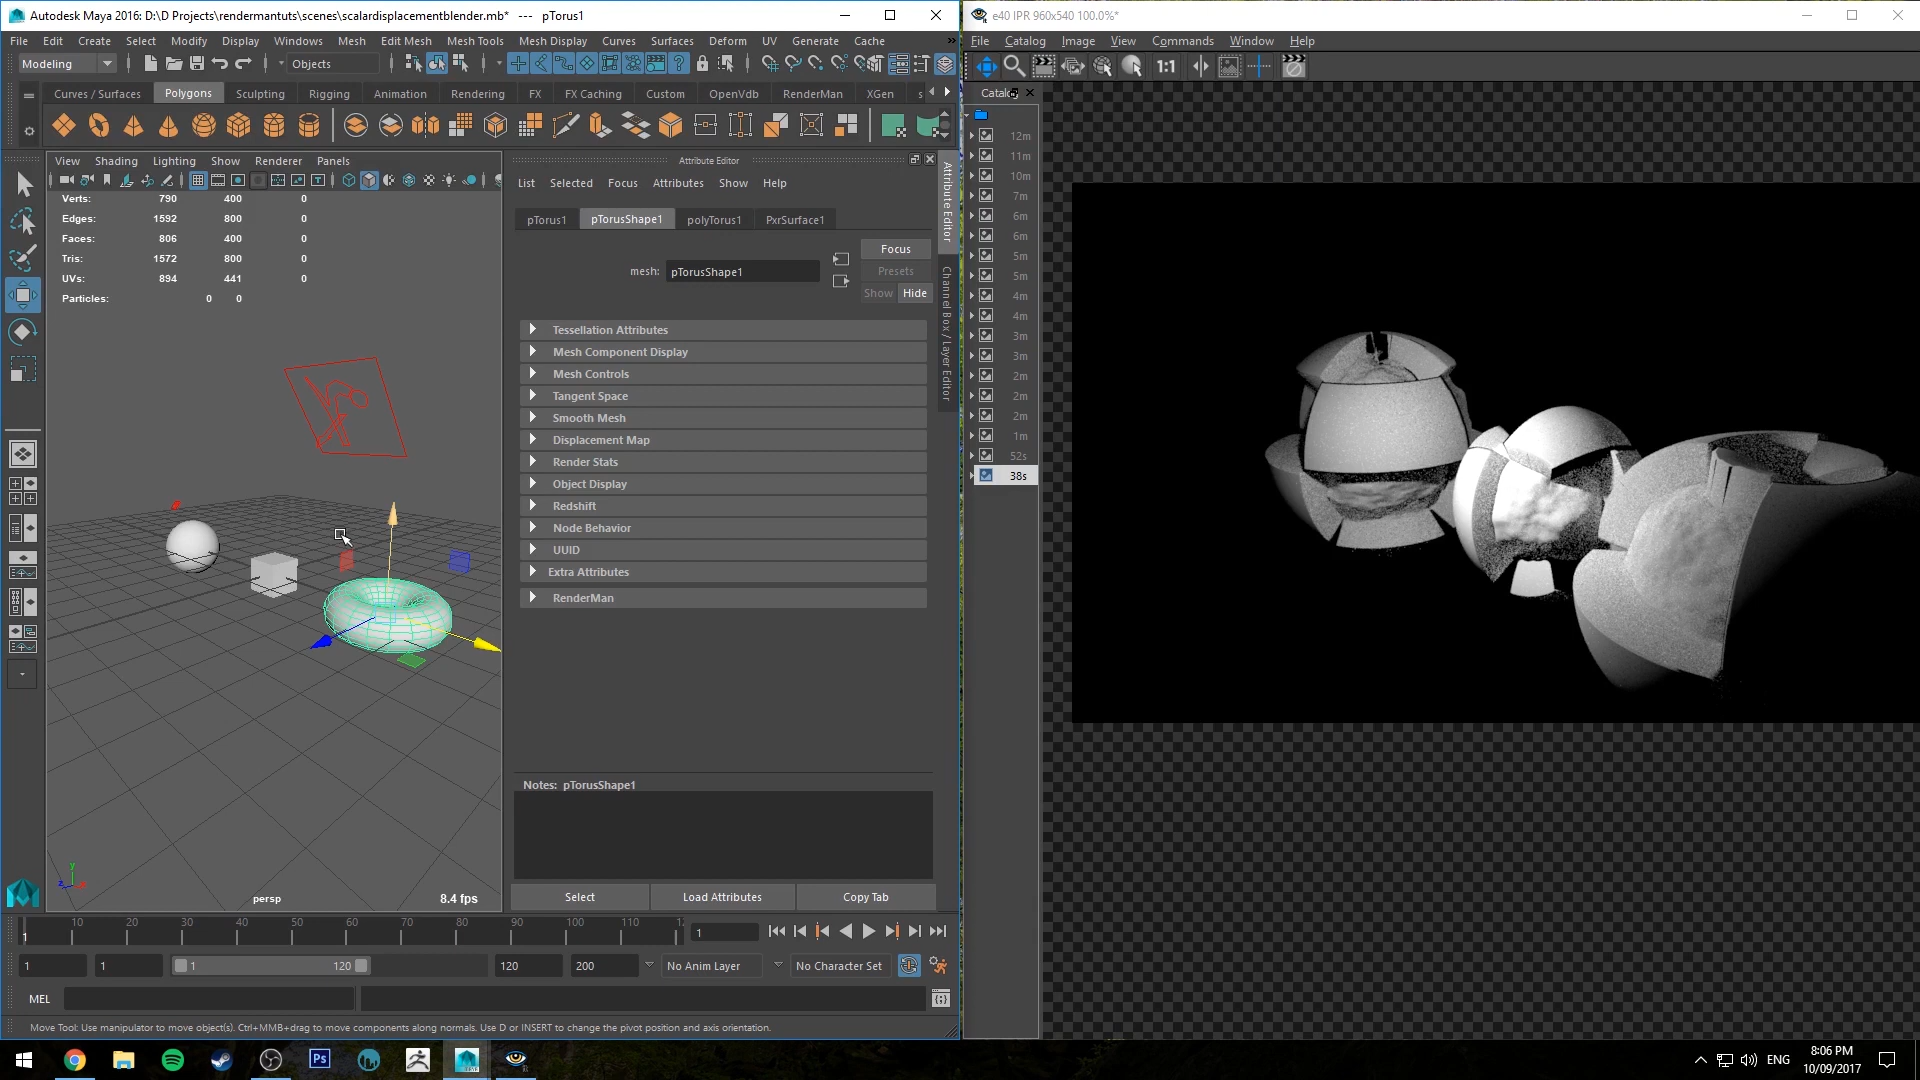 Autodesk Maya 2016: D:\D Projects\rendermantuts\scenes\scalardisplacementblender.mb* --- pTorus1
File Edit Create Select Modify Display Windows Mesh Edit Mesh Mesh Tools Mesh Display Curves Surfaces Deform UV Generate Cache
Modeling Objects
Curves / Surfaces Polygons Sculpting Rigging Animation Rendering FX FX Caching Custom OpenVdb RenderMan XGen s
View Shading Lighting Show Renderer Panels
Verts: 790 400 0
Edges: 1592 800 0
Faces: 806 400 0
Tris: 1572 800 0
UVs: 894 441 0
Particles: 0 0
y
z
persp
8.4 fps
Attribute Editor
List Selected Focus Attributes Show Help
pTorus1 pTorusShape1 polyTorus1 PxrSurface1
Focus
mesh: pTorusShape1
Presets
Show Hide
Tessellation Attributes
Mesh Component Display
Mesh Controls
Tangent Space
Smooth Mesh
Displacement Map
Render Stats
Object Display
Redshift
Node Behavior
UUID
Extra Attributes
RenderMan
Notes: pTorusShape1
Select Load Attributes Copy Tab
Attribute Editor
Channel Box / Layer Editor
1 10 20 30 40 50 60 70 80 90 100 110 12
1
1 1 1 120 120 200 No Anim Layer No Character Set
MEL
Move Tool: Use manipulator to move object(s). Ctrl+MMB+drag to move components along normals. Use D or INSERT to change the pivot position and axis orientation.
e40 IPR 960x540 100.0%*
File Catalog Image View Commands Window Help
1:1
Catalog
12m
11m
10m
7m
6m
6m
5m
5m
4m
4m
3m
3m
2m
2m
2m
1m
52s
38s
Ps
ENG
8:06 PM
10/09/2017